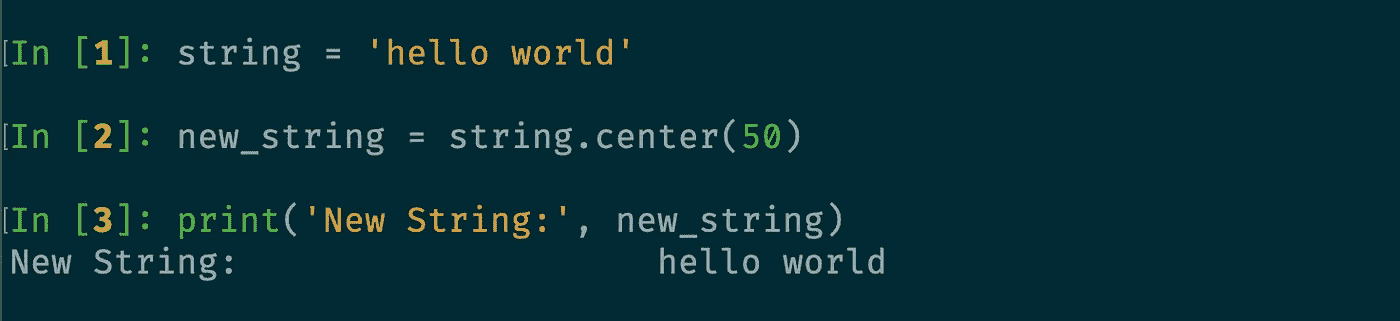 [In [1]: string = 'hello world'
[In [2]: new_string = string.center(50)
[In [3]: print('New String:', new_string)
New String:                    hello world